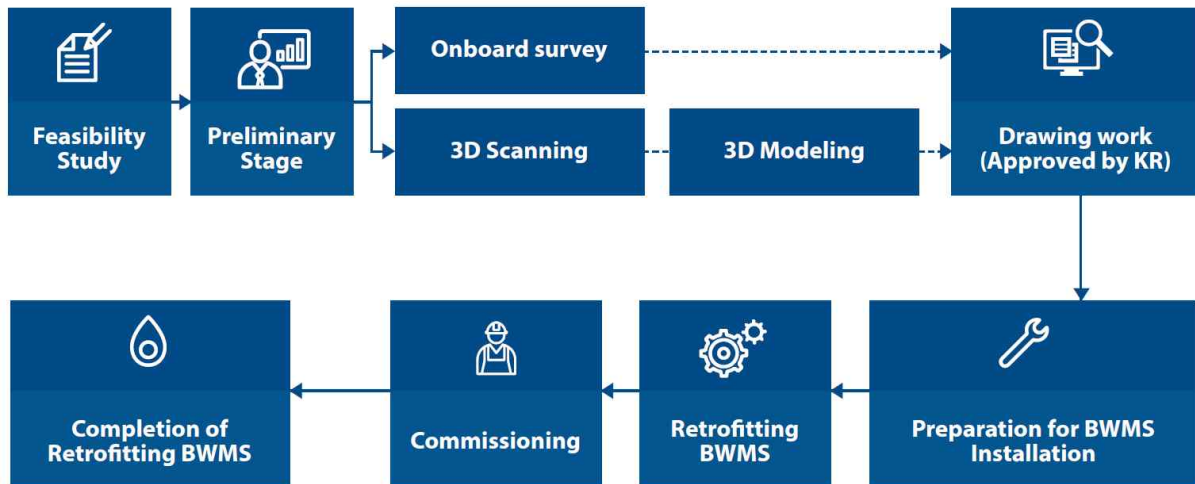 Feasibility
Study
Preliminary
Stage
Onboard survey
3D Scanning
3D Modeling
Drawing work
(Approved by KR)
Preparation for BWMS
Installation
Retrofitting
BWMS
Commissioning
Completion of
Retrofitting BWMS